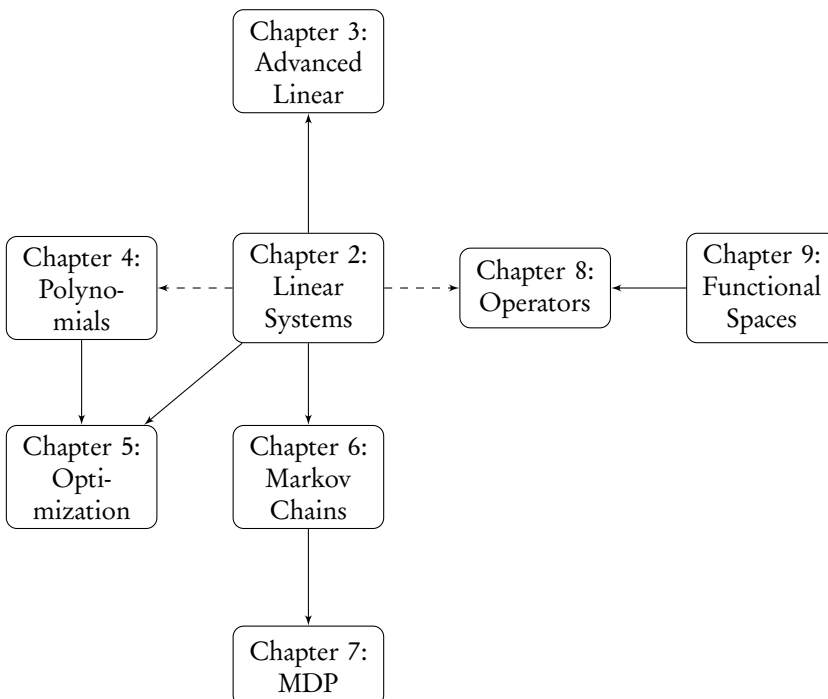 Chapter 3:
Advanced
Linear
Chapter 4:
Polyno-
mials
Chapter 2:
Linear
Systems
Chapter 8:
Operators
Chapter 9:
Functional
Spaces
Chapter 5:
Opti-
mization
Chapter 6:
Markov
Chains
Chapter 7:
MDP